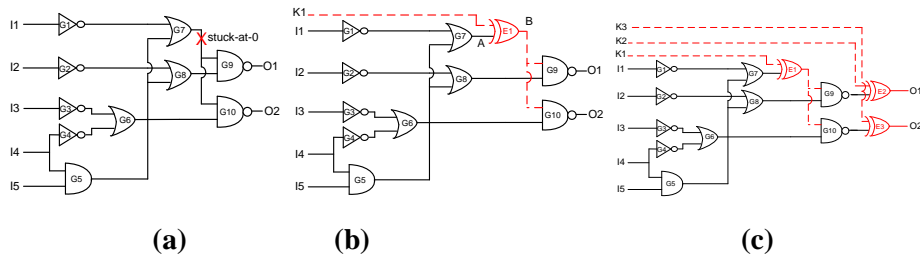 I1
G1
G7
stuck-at-0
I2
G2
G8
G9
O1
I3
G3
G6
G10
O2
G4
I4
G5
I5
(a)
K1
I1
G1
G7
A
E1
B
I2
G2
G8
G9
O1
I3
G3
G6
G10
O2
G4
I4
G5
I5
(b)
K3
K2
K1
I1
G1
G7
E1
I2
G2
G8
G9
E2
O1
I3
G3
G6
G10
E3
O2
G4
I4
G5
I5
(c)